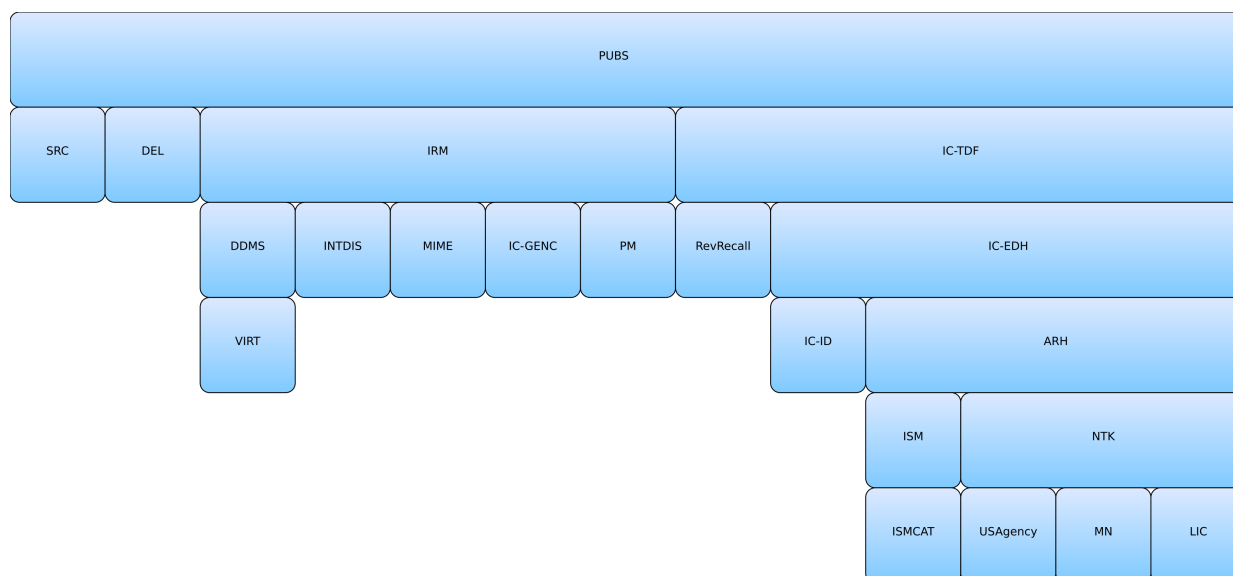 PUBS
SRC DEL IRM IC-TDF
DDMS INTDIS MIME IC-GENC PM RevRecall IC-EDH
VIRT IC-ID ARH
ISM NTK
ISMCAT USAgency MN LIC